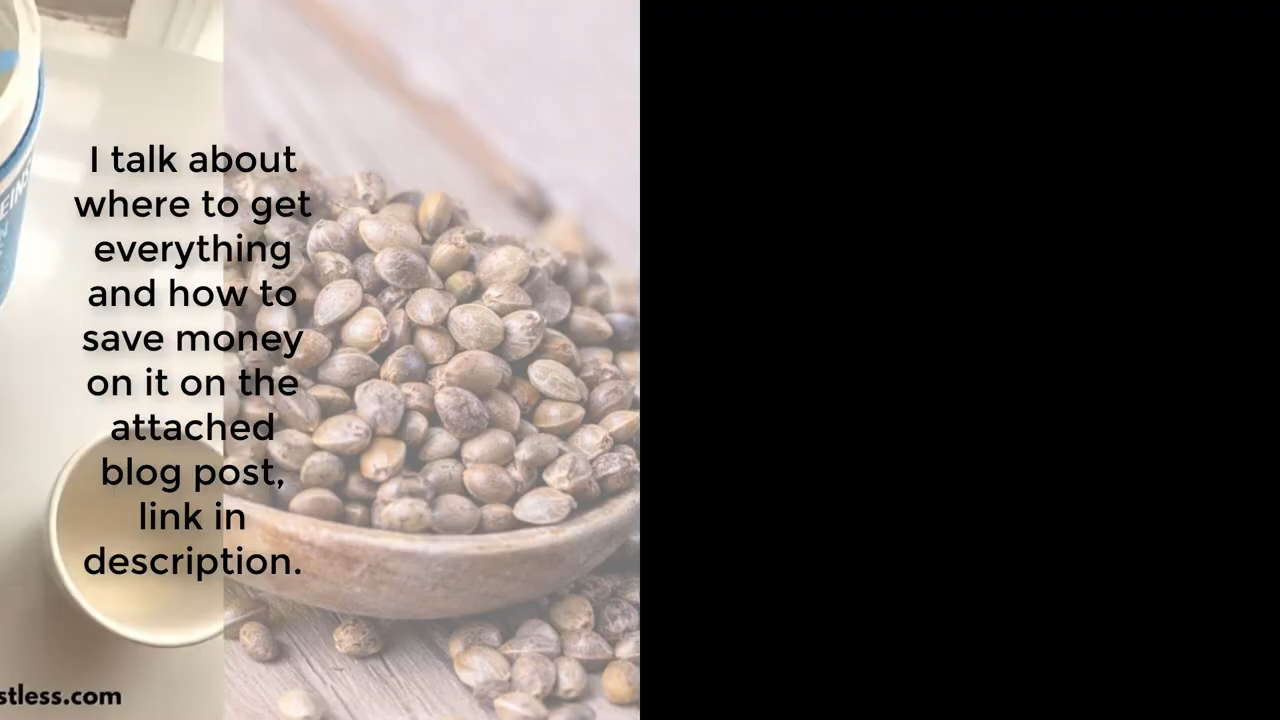 I talk about
where to get
everything
and how to
save money
on it on the
attached
blog post,
link in
description.
stless.com